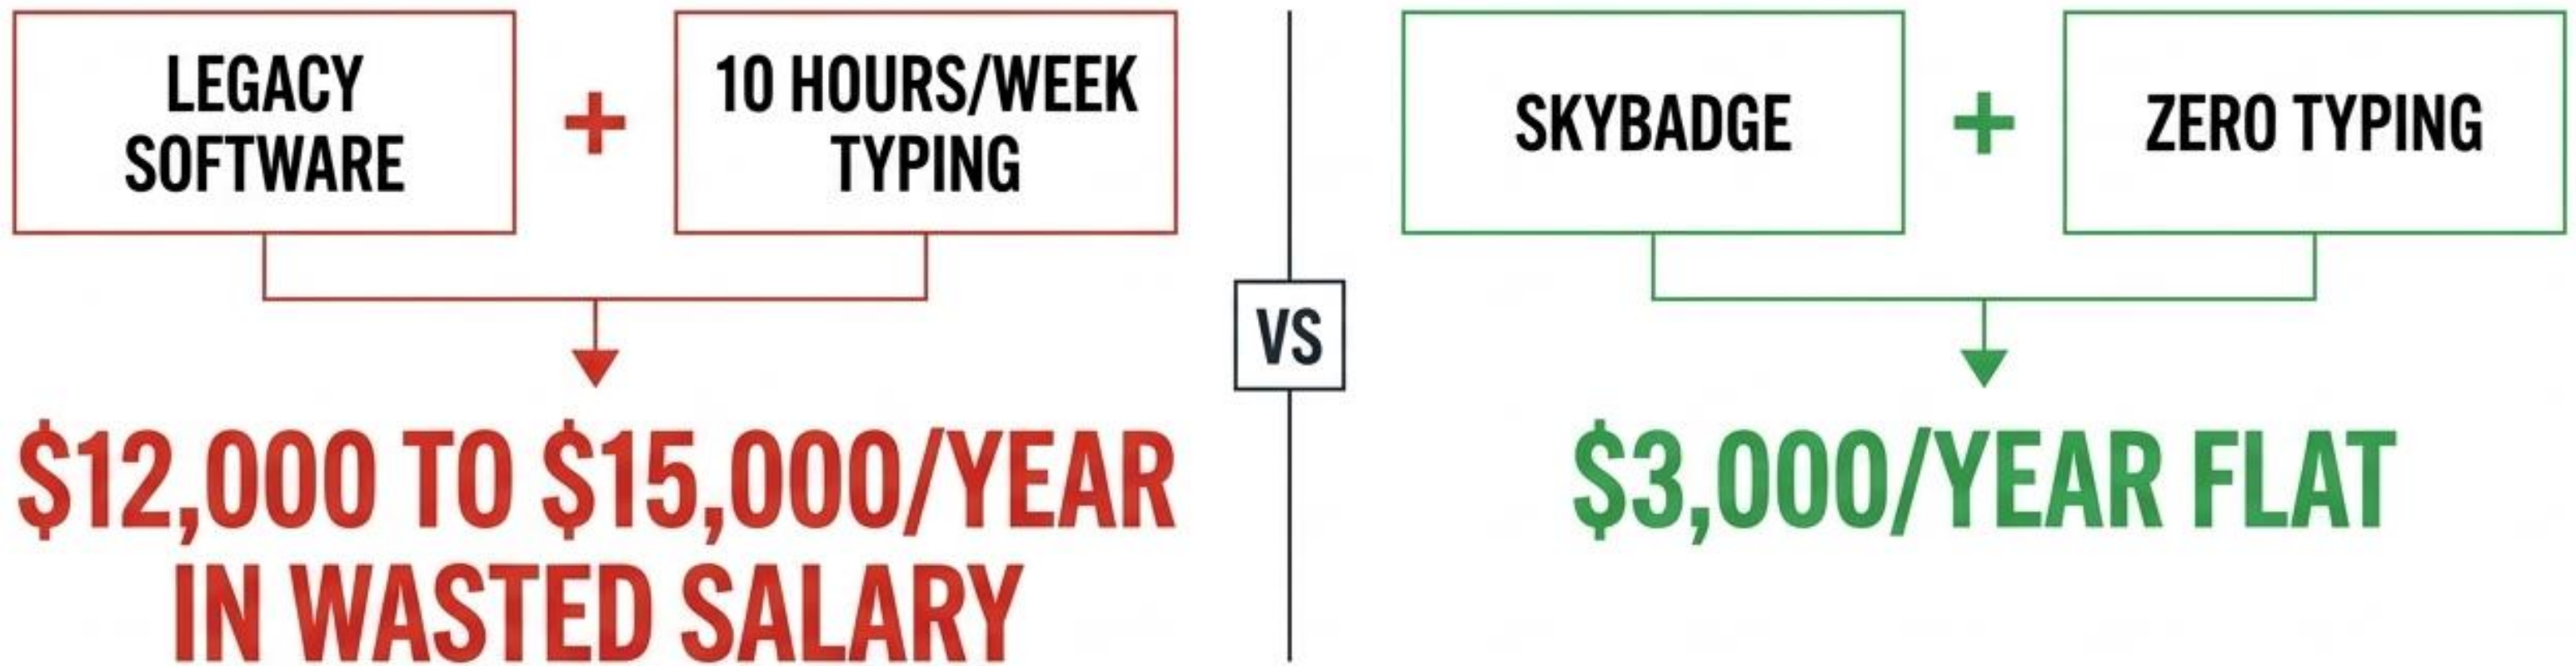 LEGACY
SOFTWARE
+
10 HOURS/WEEK
TYPING
$12,000 TO $15,000/YEAR
IN WASTED SALARY
VS
SKYBADGE
+
ZERO TYPING
$3,000/YEAR FLAT